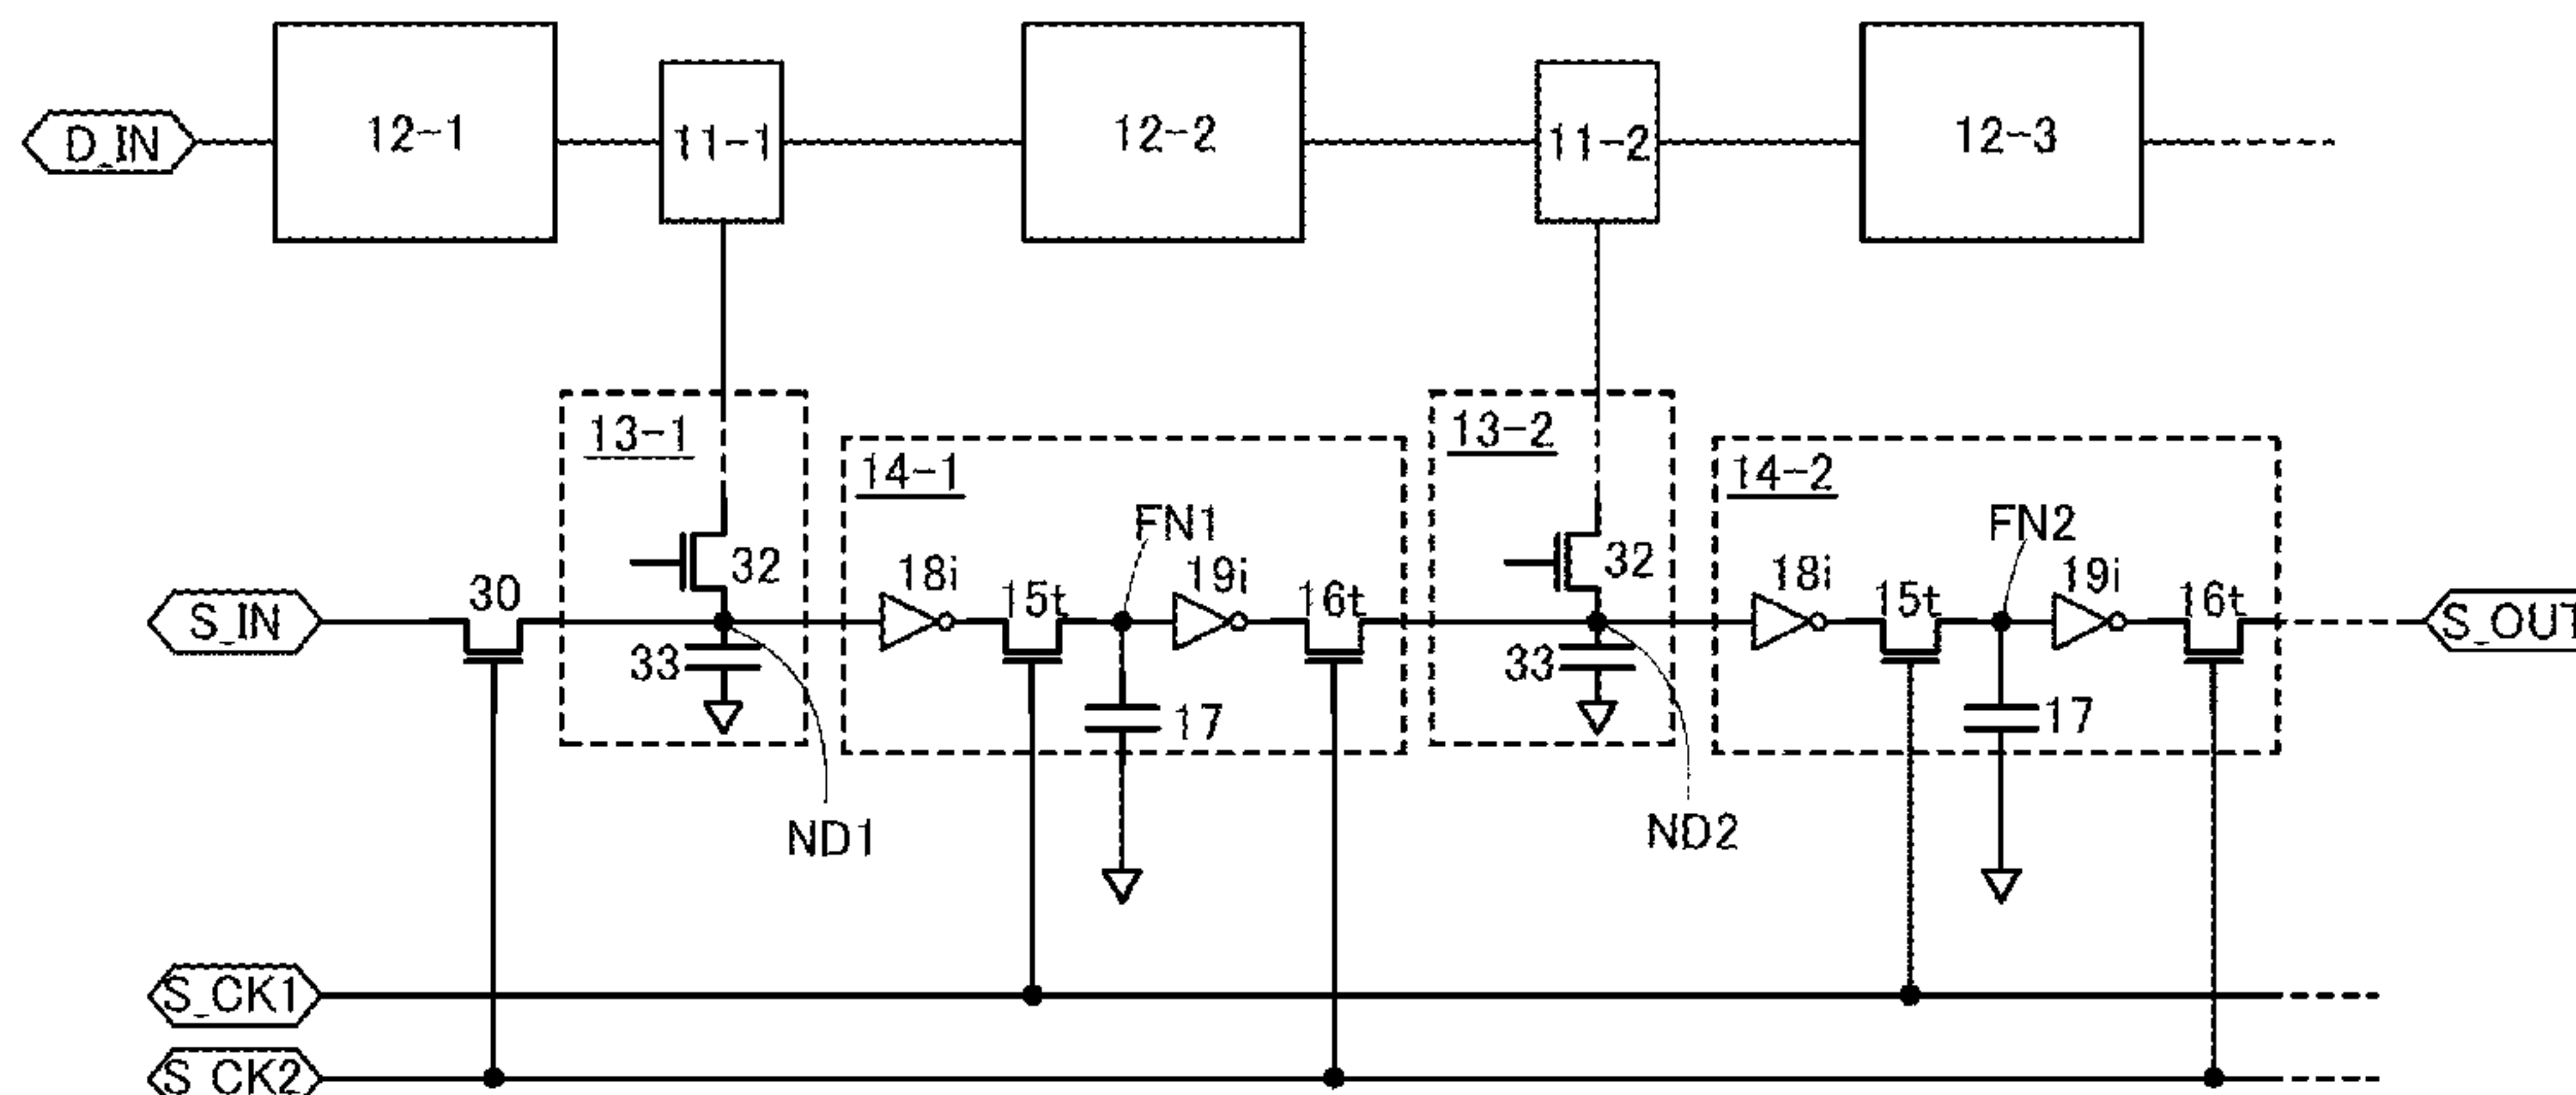 D_IN
12-1
11-1
12-2
11-2
12-3
13-1
14-1
13-2
14-2
FN1
FN2
S_IN
30
32
18i
15t
19i
16t
32
18i
15t
19i
16t
S_OUT
33
17
33
17
ND1
ND2
S_CK1
S_CK2